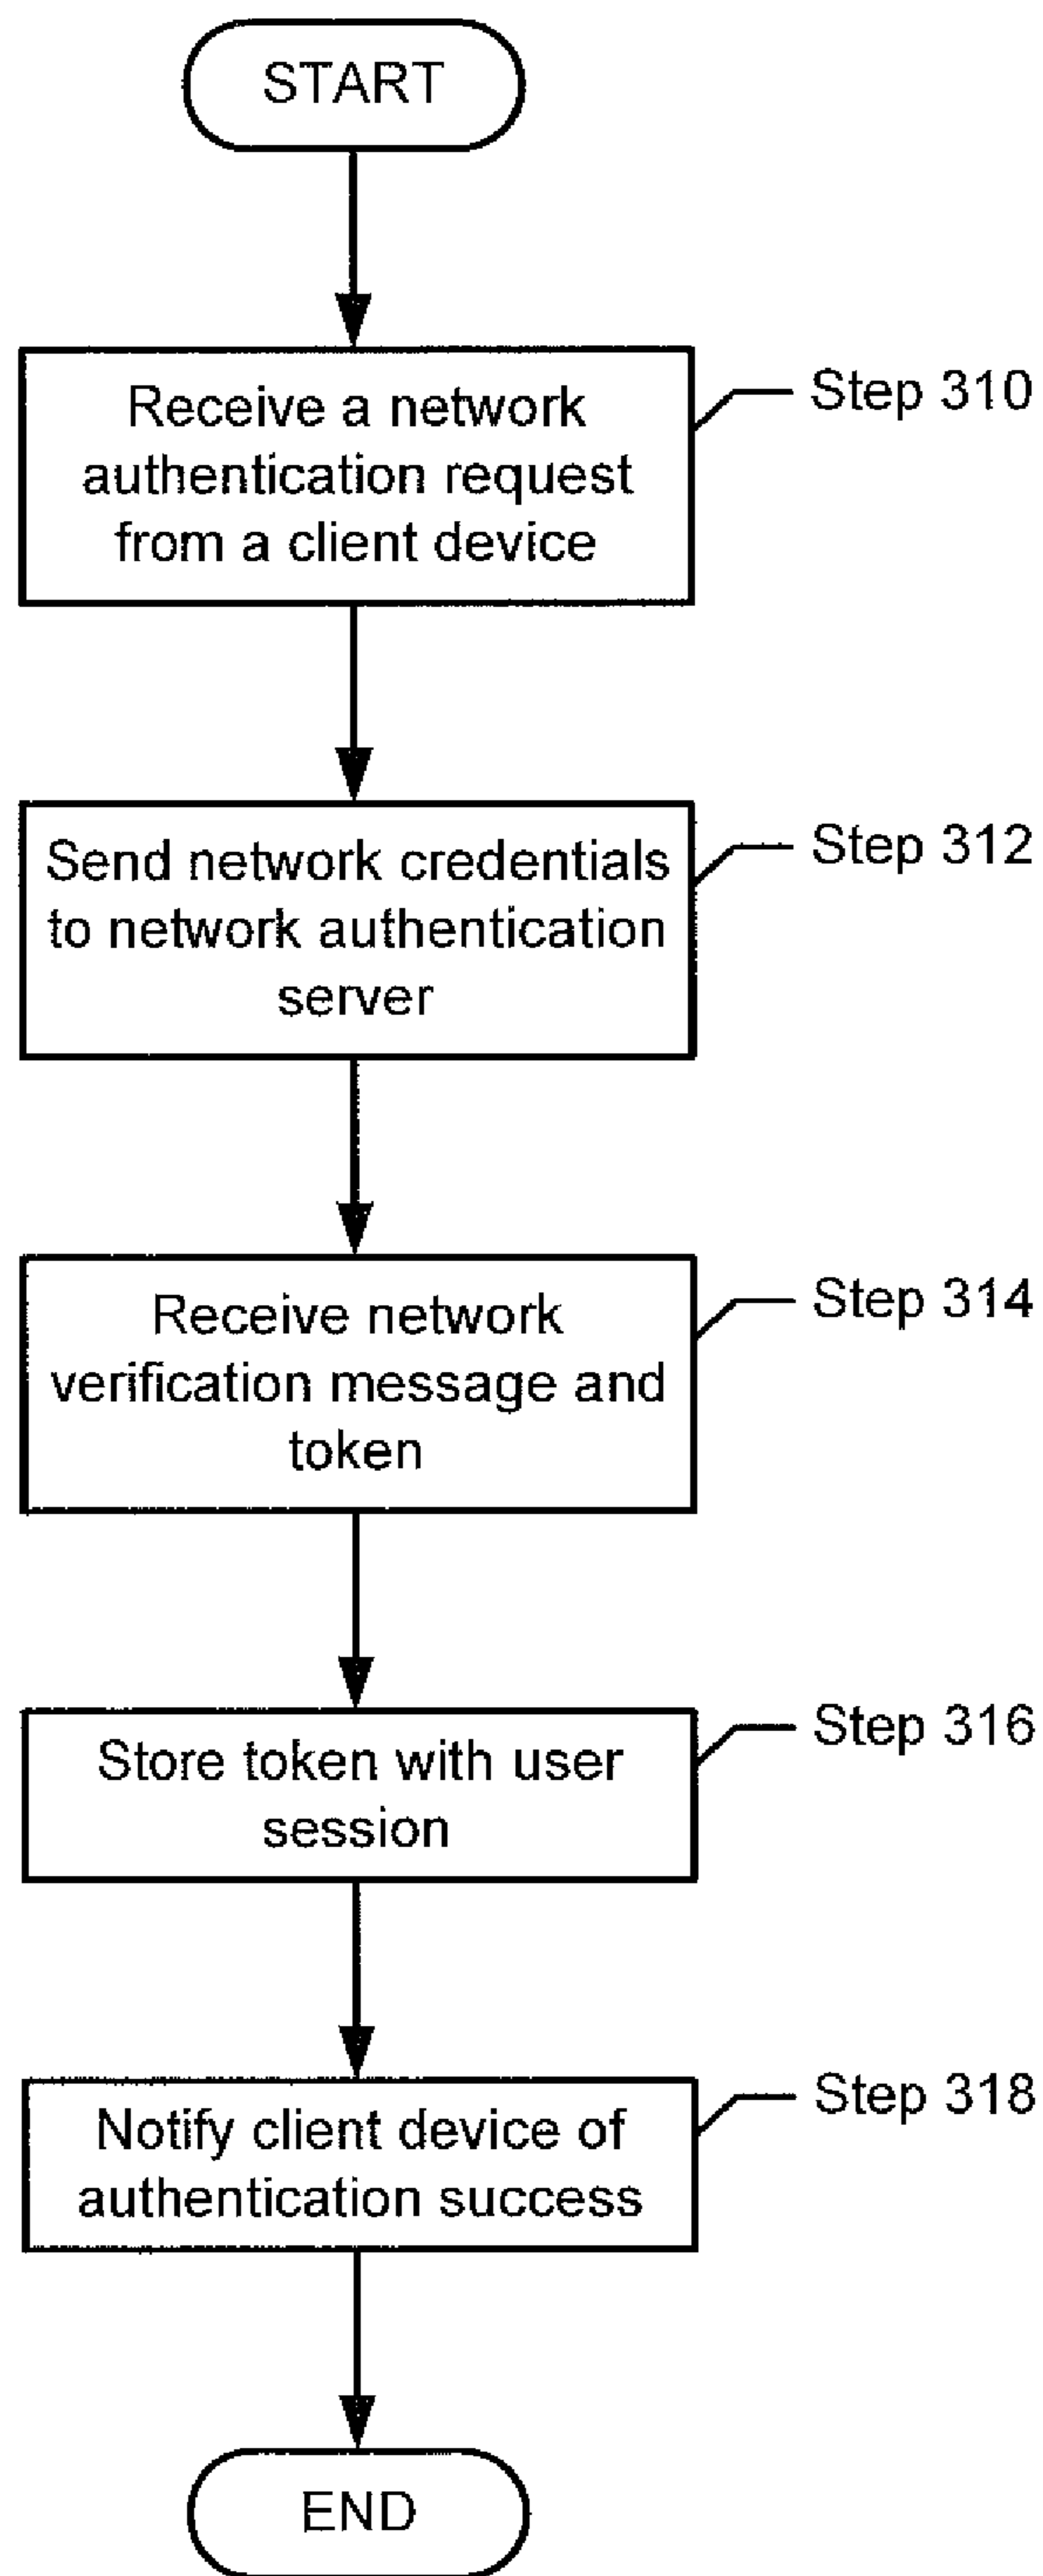 START
Receive a network
authentication request
from a client device
Step 310
Send network credentials
to network authentication
server
Step 312
Receive network
verification message and
token
Step 314
Store token with user
session
Step 316
Notify client device of
authentication success
Step 318
END